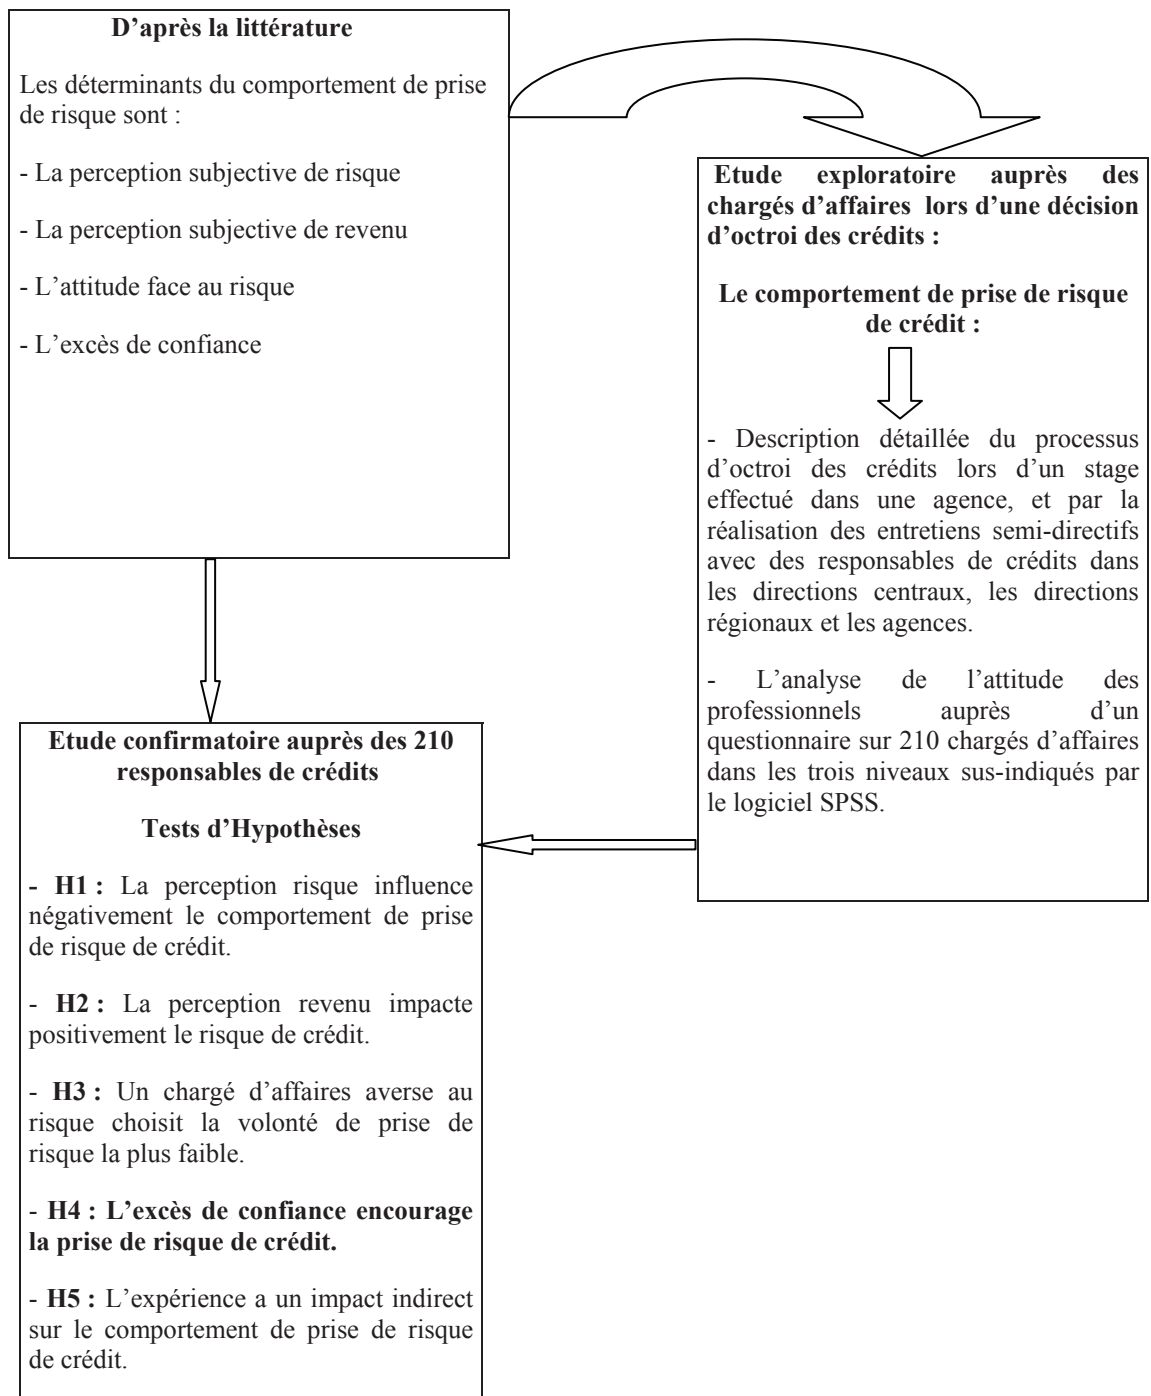 D’après la littérature
Les déterminants du comportement de prise
de risque sont :
- La perception subjective de risque
- La perception subjective de revenu
- L’attitude face au risque
- L’excès de confiance
Etude exploratoire auprès des
chargés d’affaires lors d’une décision
d’octroi des crédits :
Le comportement de prise de risque
de crédit :
- Description détaillée du processus
d’octroi des crédits lors d’un stage
effectué dans une agence, et par la
réalisation des entretiens semi-directifs
avec des responsables de crédits dans
les directions centraux, les directions
régionaux et les agences.
- L’analyse de l’attitude des
professionnels auprès d’un
questionnaire sur 210 chargés d’affaires
dans les trois niveaux sus-indiqués par
le logiciel SPSS.
Etude confirmatoire auprès des 210
responsables de crédits
Tests d’Hypothèses
- H1 : La perception risque influence
négativement le comportement de prise
de risque de crédit.
- H2 : La perception revenu impacte
positivement le risque de crédit.
- H3 : Un chargé d’affaires averse au
risque choisit la volonté de prise de
risque la plus faible.
- H4 : L’excès de confiance encourage
la prise de risque de crédit.
- H5 : L’expérience a un impact indirect
sur le comportement de prise de risque
de crédit.